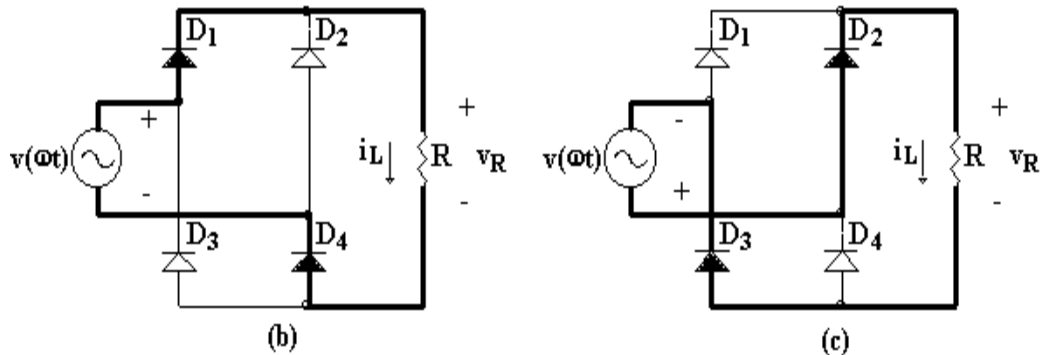 D1
D2
+
v(ωt)
-
iL
R
+
vR
-
D3
D4
(b)
D1
D2
-
v(ωt)
+
iL
R
+
vR
-
D3
D4
(c)